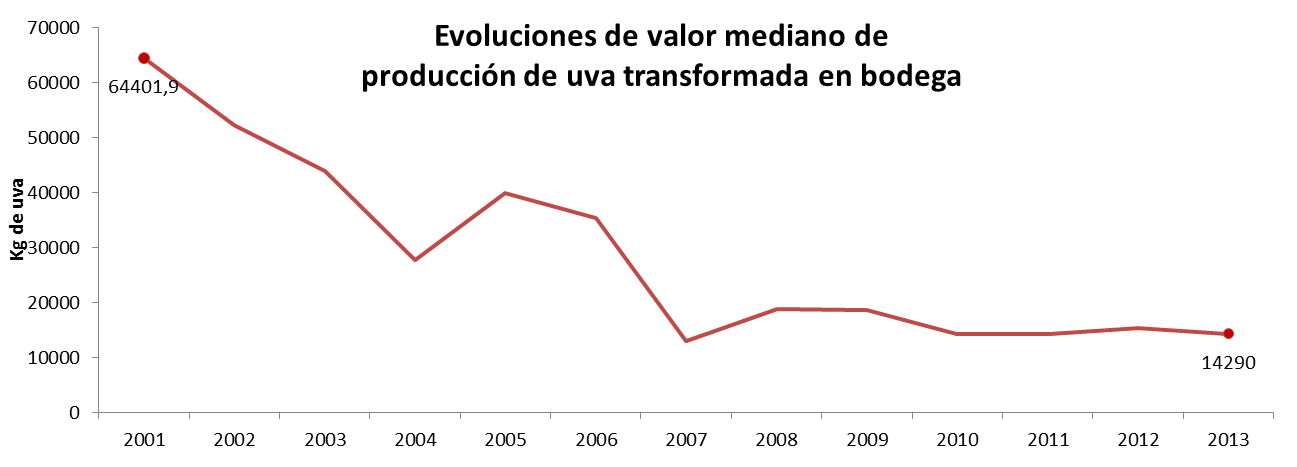 Evoluciones de valor mediano de
producción de uva transformada en bodega
Kg de uva
70000
60000
50000
40000
30000
20000
10000
0
64401,9
14290
2001 2002 2003 2004 2005 2006 2007 2008 2009 2010 2011 2012 2013